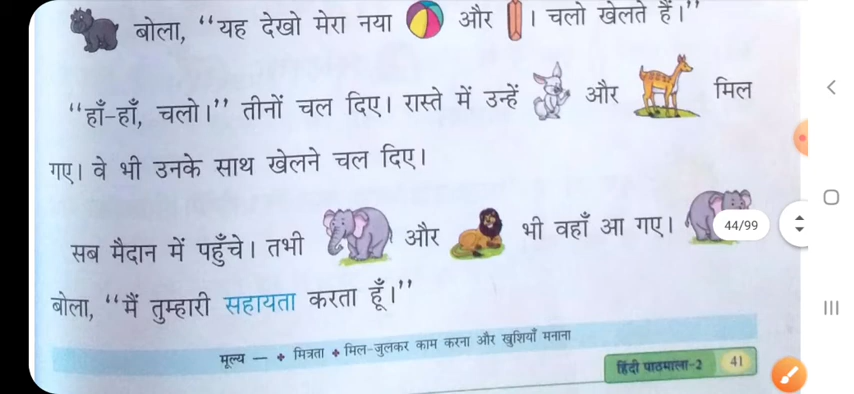 बोला, “यह देखो मेरा नया और । चलो खेलते हैं।”
“हाँ-हाँ, चलो।” तीनों चल दिए। रास्ते में उन्हें और मिल
गए। वे भी उनके साथ खेलने चल दिए।
सब मैदान में पहुँचे। तभी और भी वहाँ आ गए।
44/99
बोला, “मैं तुम्हारी सहायता करता हूँ।”
मूल्य — ✦ मित्रता ✦ मिल-जुलकर काम करना और खुशियाँ मनाना
हिंदी पाठमाला-2 41